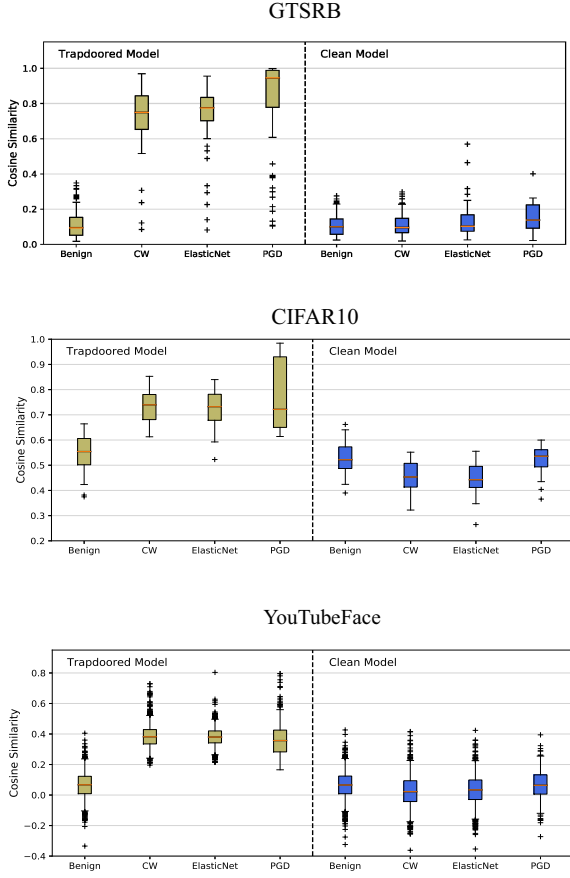 GTSRB
Trapdoored Model
Clean Model
Cosine Similarity
1.0
0.8
0.6
0.4
0.2
0.0
Benign CW ElasticNet PGD Benign CW ElasticNet PGD
CIFAR10
Trapdoored Model
Clean Model
Cosine Similarity
1.0
0.9
0.8
0.7
0.6
0.5
0.4
0.3
0.2
Benign CW ElasticNet PGD Benign CW ElasticNet PGD
YouTubeFace
Trapdoored Model
Clean Model
Cosine Similarity
0.8
0.6
0.4
0.2
0.0
−0.2
−0.4
Benign CW ElasticNet PGD Benign CW ElasticNet PGD